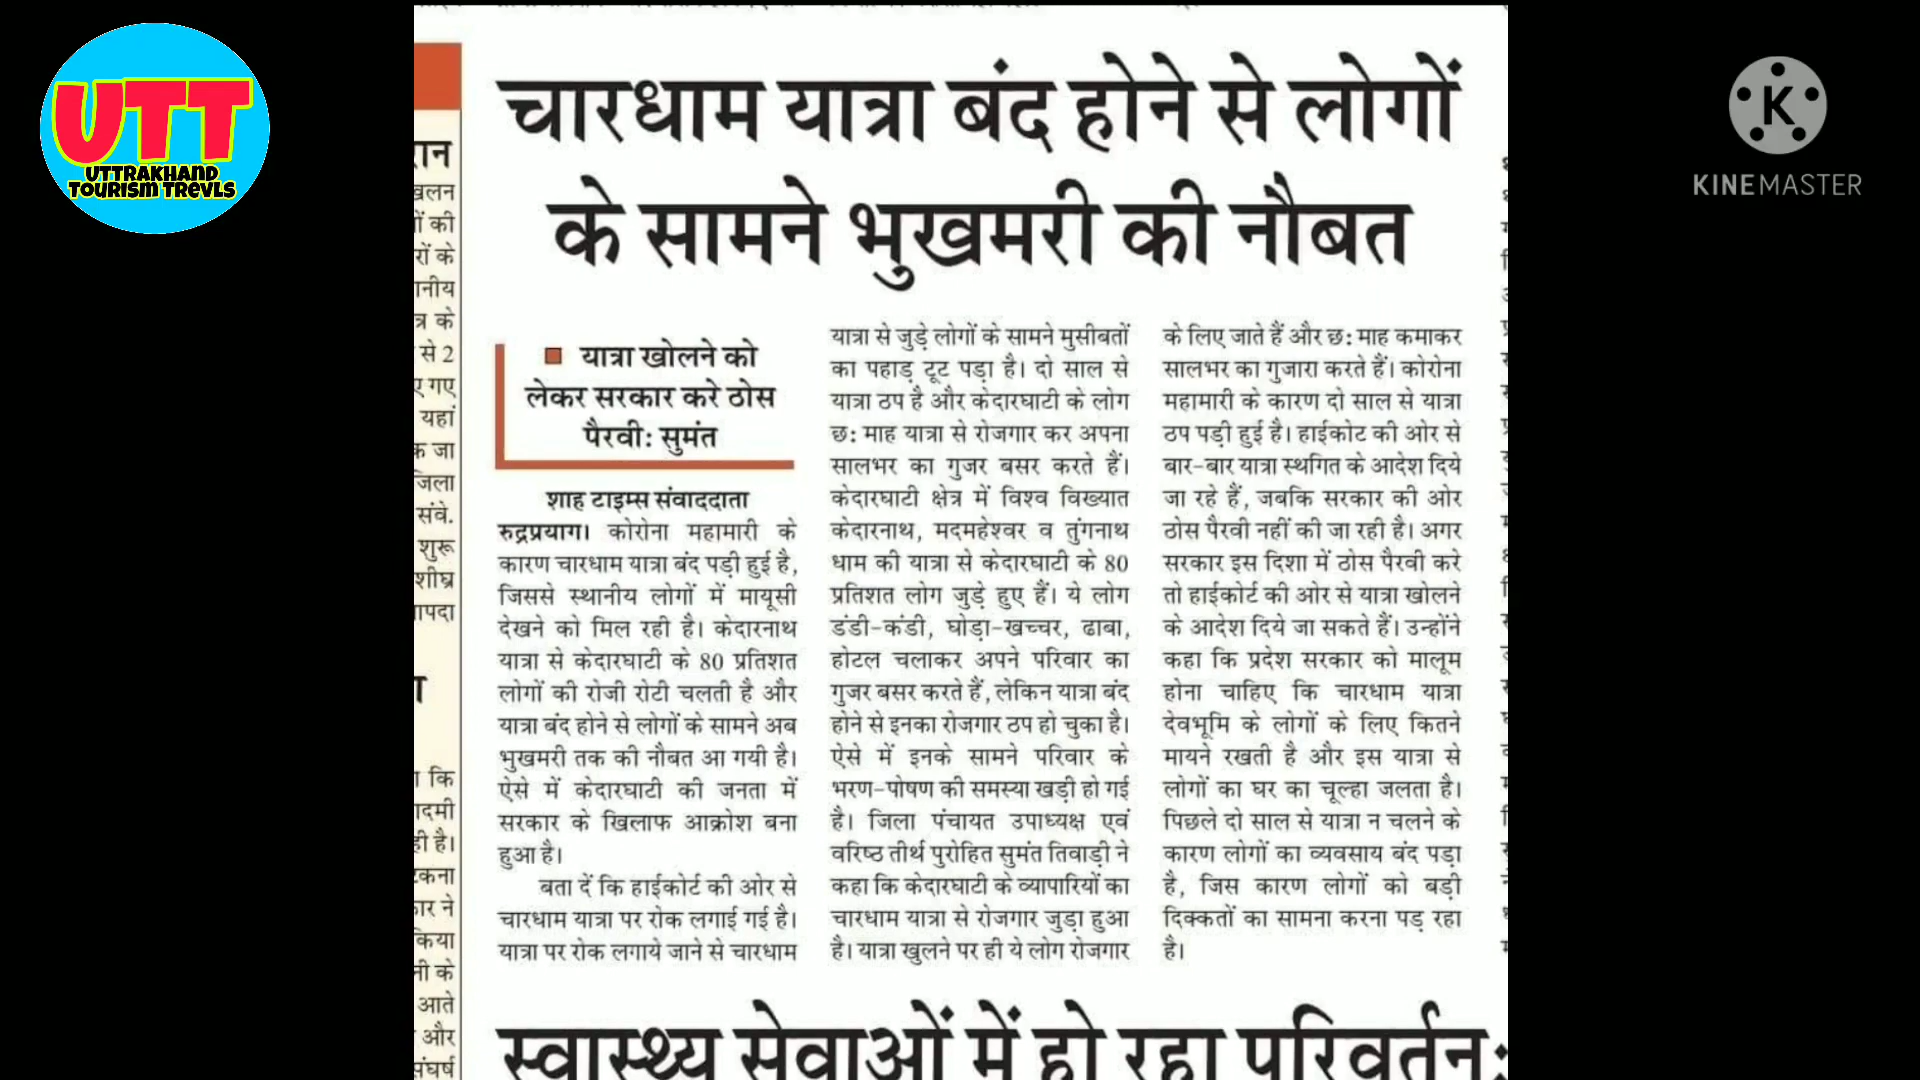 UTT
UTTRAKHAND
TOURISM TREVLS
KINEMASTER
चारधाम यात्रा बंद होने से लोगों
के सामने भुखमरी की नौबत
यात्रा खोलने को
लेकर सरकार करे ठोस
पैरवीः सुमंत
शाह टाइम्स संवाददाता
रुद्रप्रयाग। कोरोना महामारी के
कारण चारधाम यात्रा बंद पड़ी हुई है,
जिससे स्थानीय लोगों में मायूसी
देखने को मिल रही है। केदारनाथ
यात्रा से केदारघाटी के 80 प्रतिशत
लोगों की रोजी रोटी चलती है और
यात्रा बंद होने से लोगों के सामने अब
भुखमरी तक की नौबत आ गयी है।
ऐसे में केदारघाटी की जनता में
सरकार के खिलाफ आक्रोश बना
हुआ है।
बता दें कि हाईकोर्ट की ओर से
चारधाम यात्रा पर रोक लगाई गई है।
यात्रा पर रोक लगाये जाने से चारधाम
यात्रा से जुड़े लोगों के सामने मुसीबतों
का पहाड़ टूट पड़ा है। दो साल से
यात्रा ठप है और केदारघाटी के लोग
छः माह यात्रा से रोजगार कर अपना
सालभर का गुजर बसर करते हैं।
केदारघाटी क्षेत्र में विश्व विख्यात
केदारनाथ, मदमहेश्वर व तुंगनाथ
धाम की यात्रा से केदारघाटी के 80
प्रतिशत लोग जुड़े हुए हैं। ये लोग
डंडी-कंडी, घोड़ा-खच्चर, ढाबा,
होटल चलाकर अपने परिवार का
गुजर बसर करते हैं, लेकिन यात्रा बंद
होने से इनका रोजगार ठप हो चुका है।
ऐसे में इनके सामने परिवार के
भरण-पोषण की समस्या खड़ी हो गई
है। जिला पंचायत उपाध्यक्ष एवं
वरिष्ठ तीर्थ पुरोहित सुमंत तिवाड़ी ने
कहा कि केदारघाटी के व्यापारियों का
चारधाम यात्रा से रोजगार जुड़ा हुआ
है। यात्रा खुलने पर ही ये लोग रोजगार
के लिए जाते हैं और छः माह कमाकर
सालभर का गुजारा करते हैं। कोरोना
महामारी के कारण दो साल से यात्रा
ठप पड़ी हुई है। हाईकोट की ओर से
बार-बार यात्रा स्थगित के आदेश दिये
जा रहे हैं, जबकि सरकार की ओर
ठोस पैरवी नहीं की जा रही है। अगर
सरकार इस दिशा में ठोस पैरवी करे
तो हाईकोर्ट की ओर से यात्रा खोलने
के आदेश दिये जा सकते हैं। उन्होंने
कहा कि प्रदेश सरकार को मालूम
होना चाहिए कि चारधाम यात्रा
देवभूमि के लोगों के लिए कितने
मायने रखती है और इस यात्रा से
लोगों का घर का चूल्हा जलता है।
पिछले दो साल से यात्रा न चलने के
कारण लोगों का व्यवसाय बंद पड़ा
है, जिस कारण लोगों को बड़ी
दिक्कतों का सामना करना पड़ रहा
है।
स्वास्थ्य सेवाओं में हो रहा परिवर्तनः